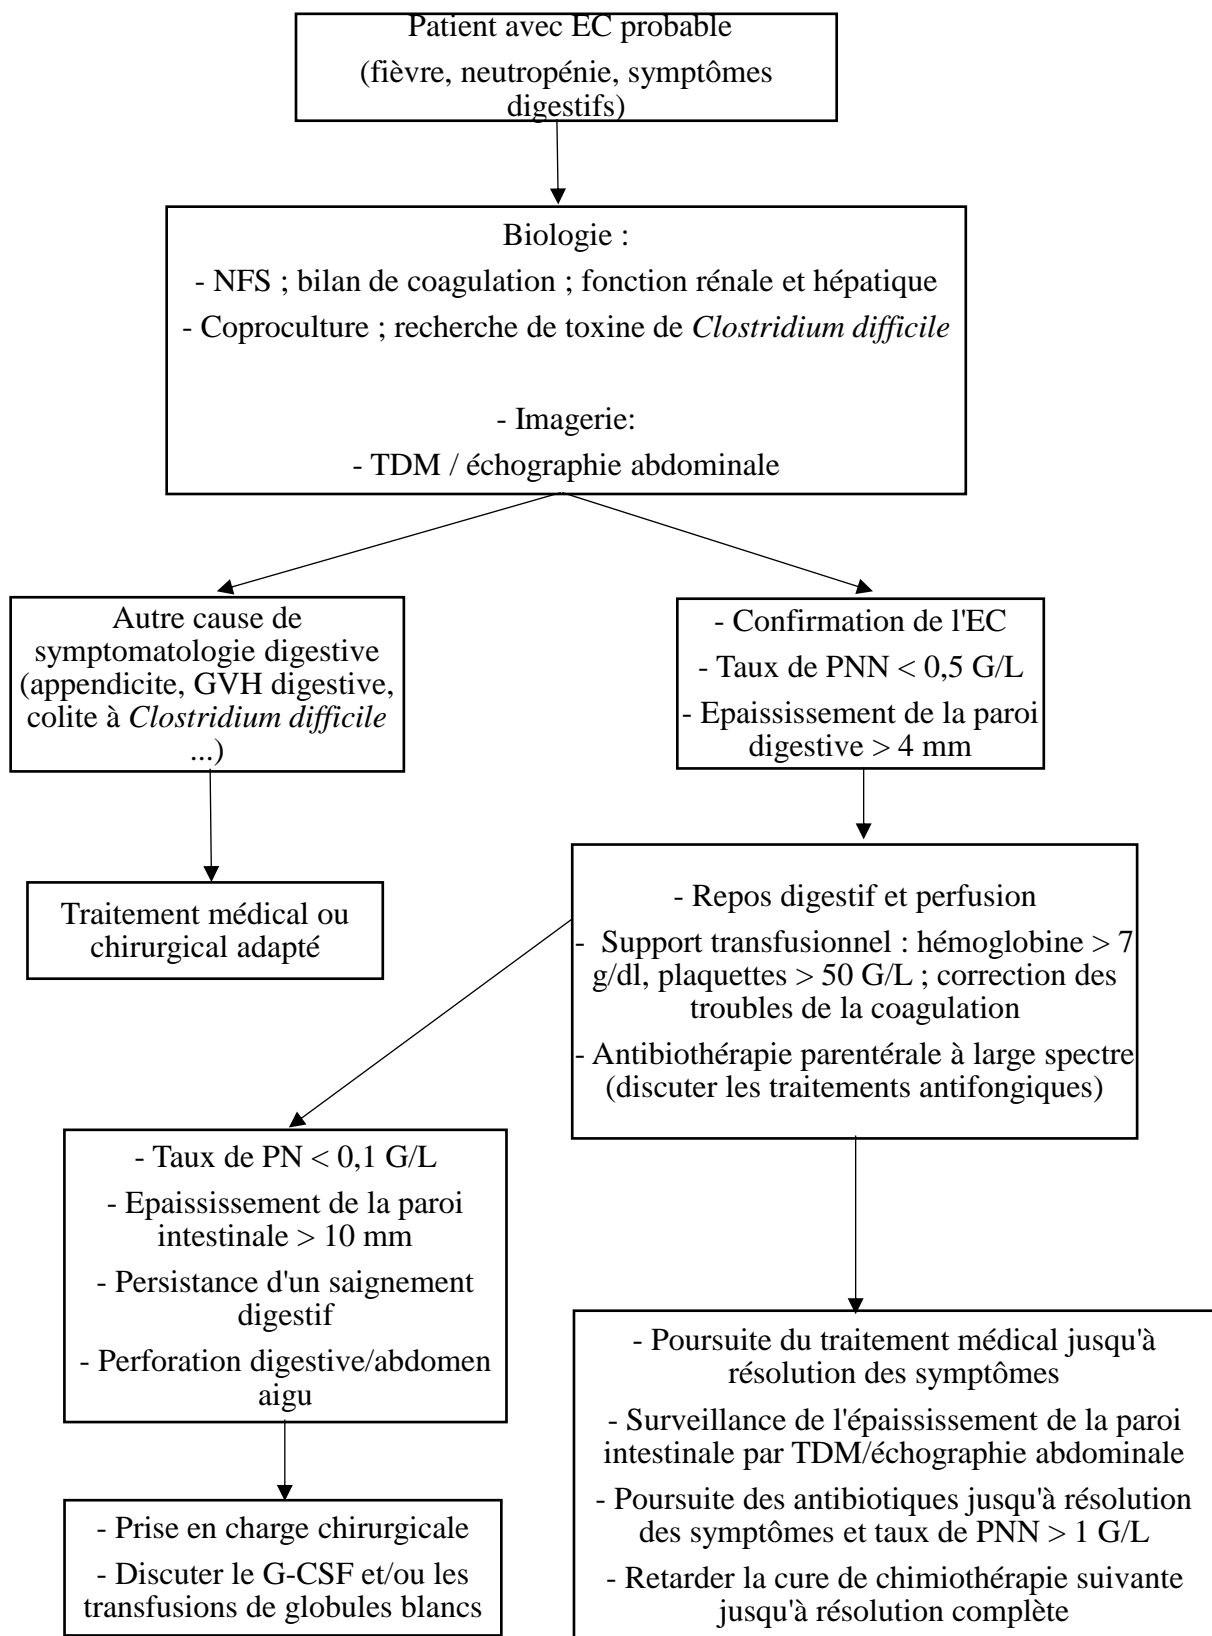 Patient avec EC probable
(fièvre, neutropénie, symptômes
digestifs)
Biologie :
- NFS ; bilan de coagulation ; fonction rénale et hépatique
- Coproculture ; recherche de toxine de Clostridium difficile
- Imagerie:
- TDM / échographie abdominale
Autre cause de
symptomatologie digestive
(appendicite, GVH digestive,
colite à Clostridium difficile
...)
- Confirmation de l'EC
- Taux de PNN < 0,5 G/L
- Epaississement de la paroi
digestive > 4 mm
Traitement médical ou
chirurgical adapté
- Repos digestif et perfusion
- Support transfusionnel : hémoglobine > 7
g/dl, plaquettes > 50 G/L ; correction des
troubles de la coagulation
- Antibiothérapie parentérale à large spectre
(discuter les traitements antifongiques)
- Taux de PN < 0,1 G/L
- Epaississement de la paroi
intestinale > 10 mm
- Persistance d'un saignement
digestif
- Perforation digestive/abdomen
aigu
- Poursuite du traitement médical jusqu'à
résolution des symptômes
- Surveillance de l'épaississement de la paroi
intestinale par TDM/échographie abdominale
- Poursuite des antibiotiques jusqu'à résolution
des symptômes et taux de PNN > 1 G/L
- Retarder la cure de chimiothérapie suivante
jusqu'à résolution complète
- Prise en charge chirurgicale
- Discuter le G-CSF et/ou les
transfusions de globules blancs